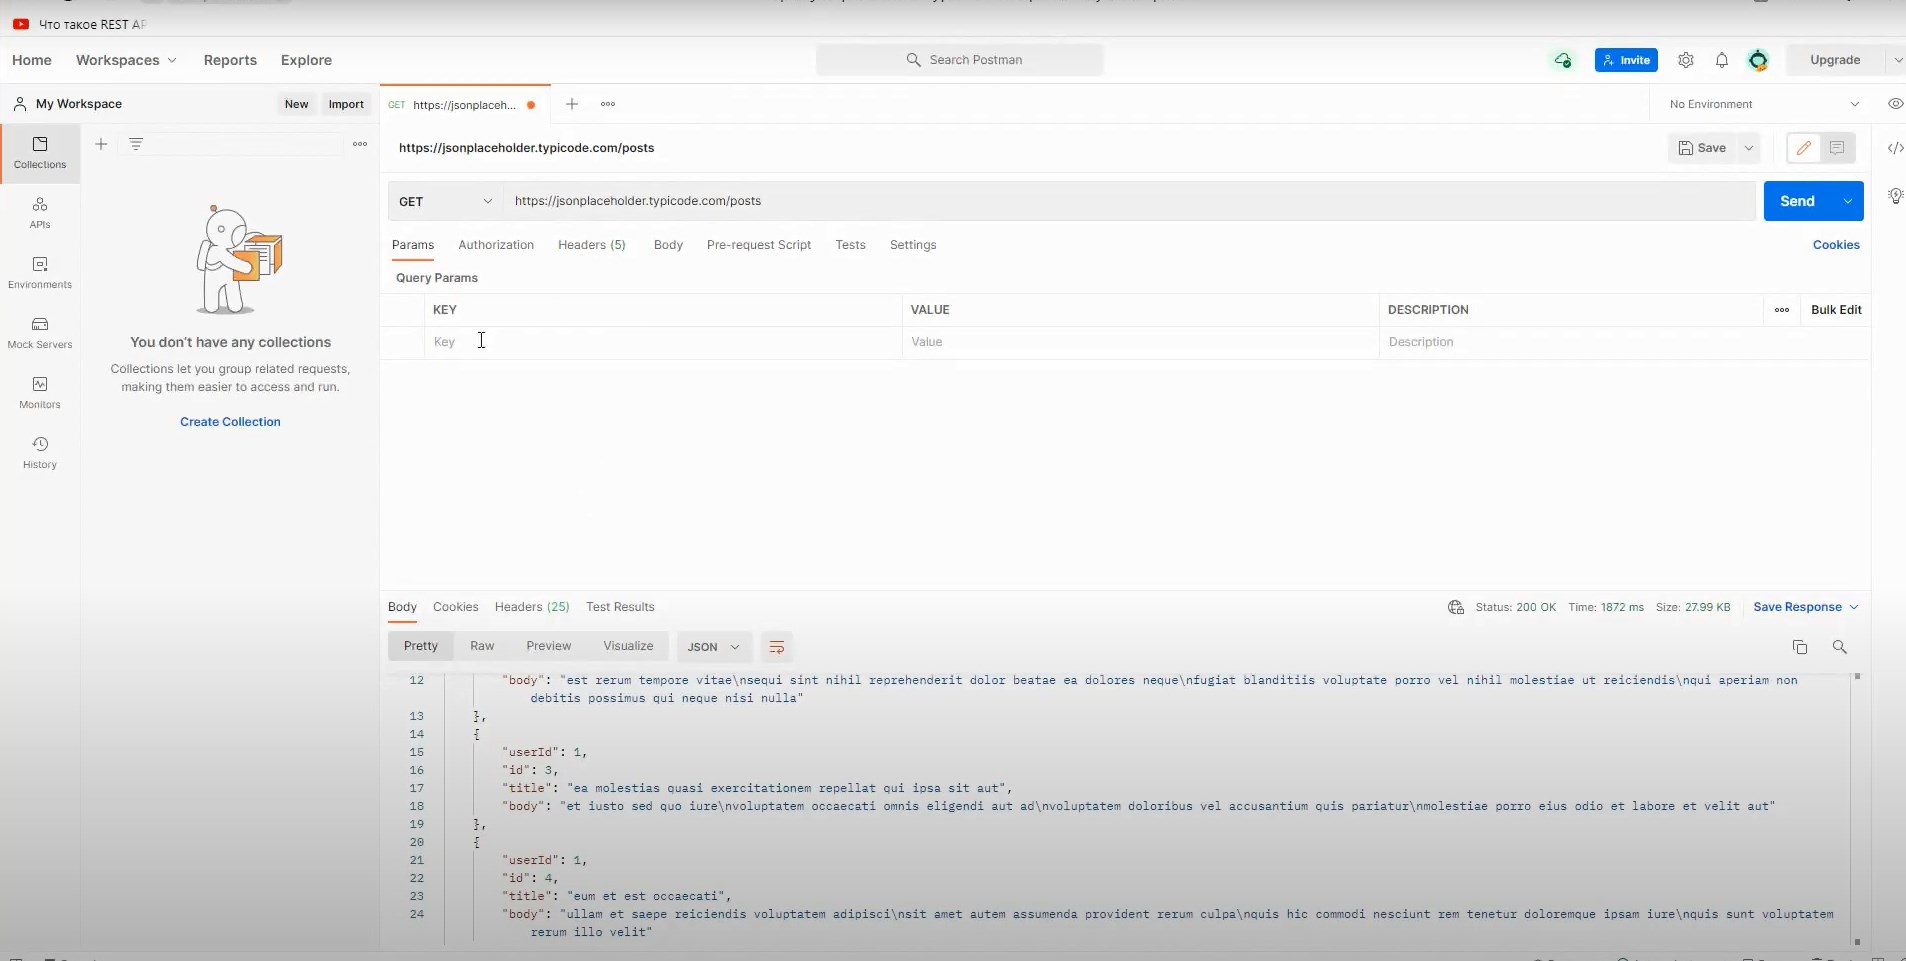 Что такое REST AP
Home Workspaces Reports Explore
Search Postman
Invite
Upgrade
My Workspace
New Import
GET https://jsonplaceh...
No Environment
Collections
APIs
Environments
Mock Servers
Monitors
History
You don't have any collections
Collections let you group related requests,
making them easier to access and run.
Create Collection
https://jsonplaceholder.typicode.com/posts
Save
GET https://jsonplaceholder.typicode.com/posts
Send
Params Authorization Headers (5) Body Pre-request Script Tests Settings
Cookies
Query Params
KEY VALUE DESCRIPTION
Bulk Edit
Key Value Description
Body Cookies Headers (25) Test Results
Status: 200 OK Time: 1872 ms Size: 27.99 KB Save Response
Pretty Raw Preview Visualize JSON
12 "body": "est rerum tempore vitae\nsequi sint nihil reprehenderit dolor beatae ea dolores neque\nfugiat blanditiis voluptate porro vel nihil molestiae ut reiciendis\nqui aperiam non
debitis possimus qui neque nisi nulla"
13 },
14 {
15 "userId": 1,
16 "id": 3,
17 "title": "ea molestias quasi exercitationem repellat qui ipsa sit aut",
18 "body": "et iusto sed quo iure\nvoluptatem occaecati omnis eligendi aut ad\nvoluptatem doloribus vel accusantium quis pariatur\nmolestiae porro eius odio et labore et velit aut"
19 },
20 {
21 "userId": 1,
22 "id": 4,
23 "title": "eum et est occaecati",
24 "body": "ullam et saepe reiciendis voluptatem adipisci\nsit amet autem assumenda provident rerum culpa\nquis hic commodi nesciunt rem tenetur doloremque ipsam iure\nquis sunt voluptatem
rerum illo velit"